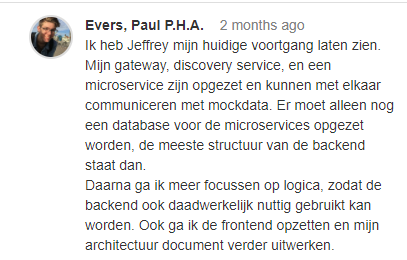 Evers, Paul P.H.A. 2 months ago
Ik heb Jeffrey mijn huidige voortgang laten zien.
Mijn gateway, discovery service, en een
microservice zijn opgezet en kunnen met elkaar
communiceren met mockdata. Er moet alleen nog
een database voor de microservices opgezet
worden, de meeste structuur van de backend
staat dan.
Daarna ga ik meer focussen op logica, zodat de
backend ook daadwerkelijk nuttig gebruikt kan
worden. Ook ga ik de frontend opzetten en mijn
architectuur document verder uitwerken.